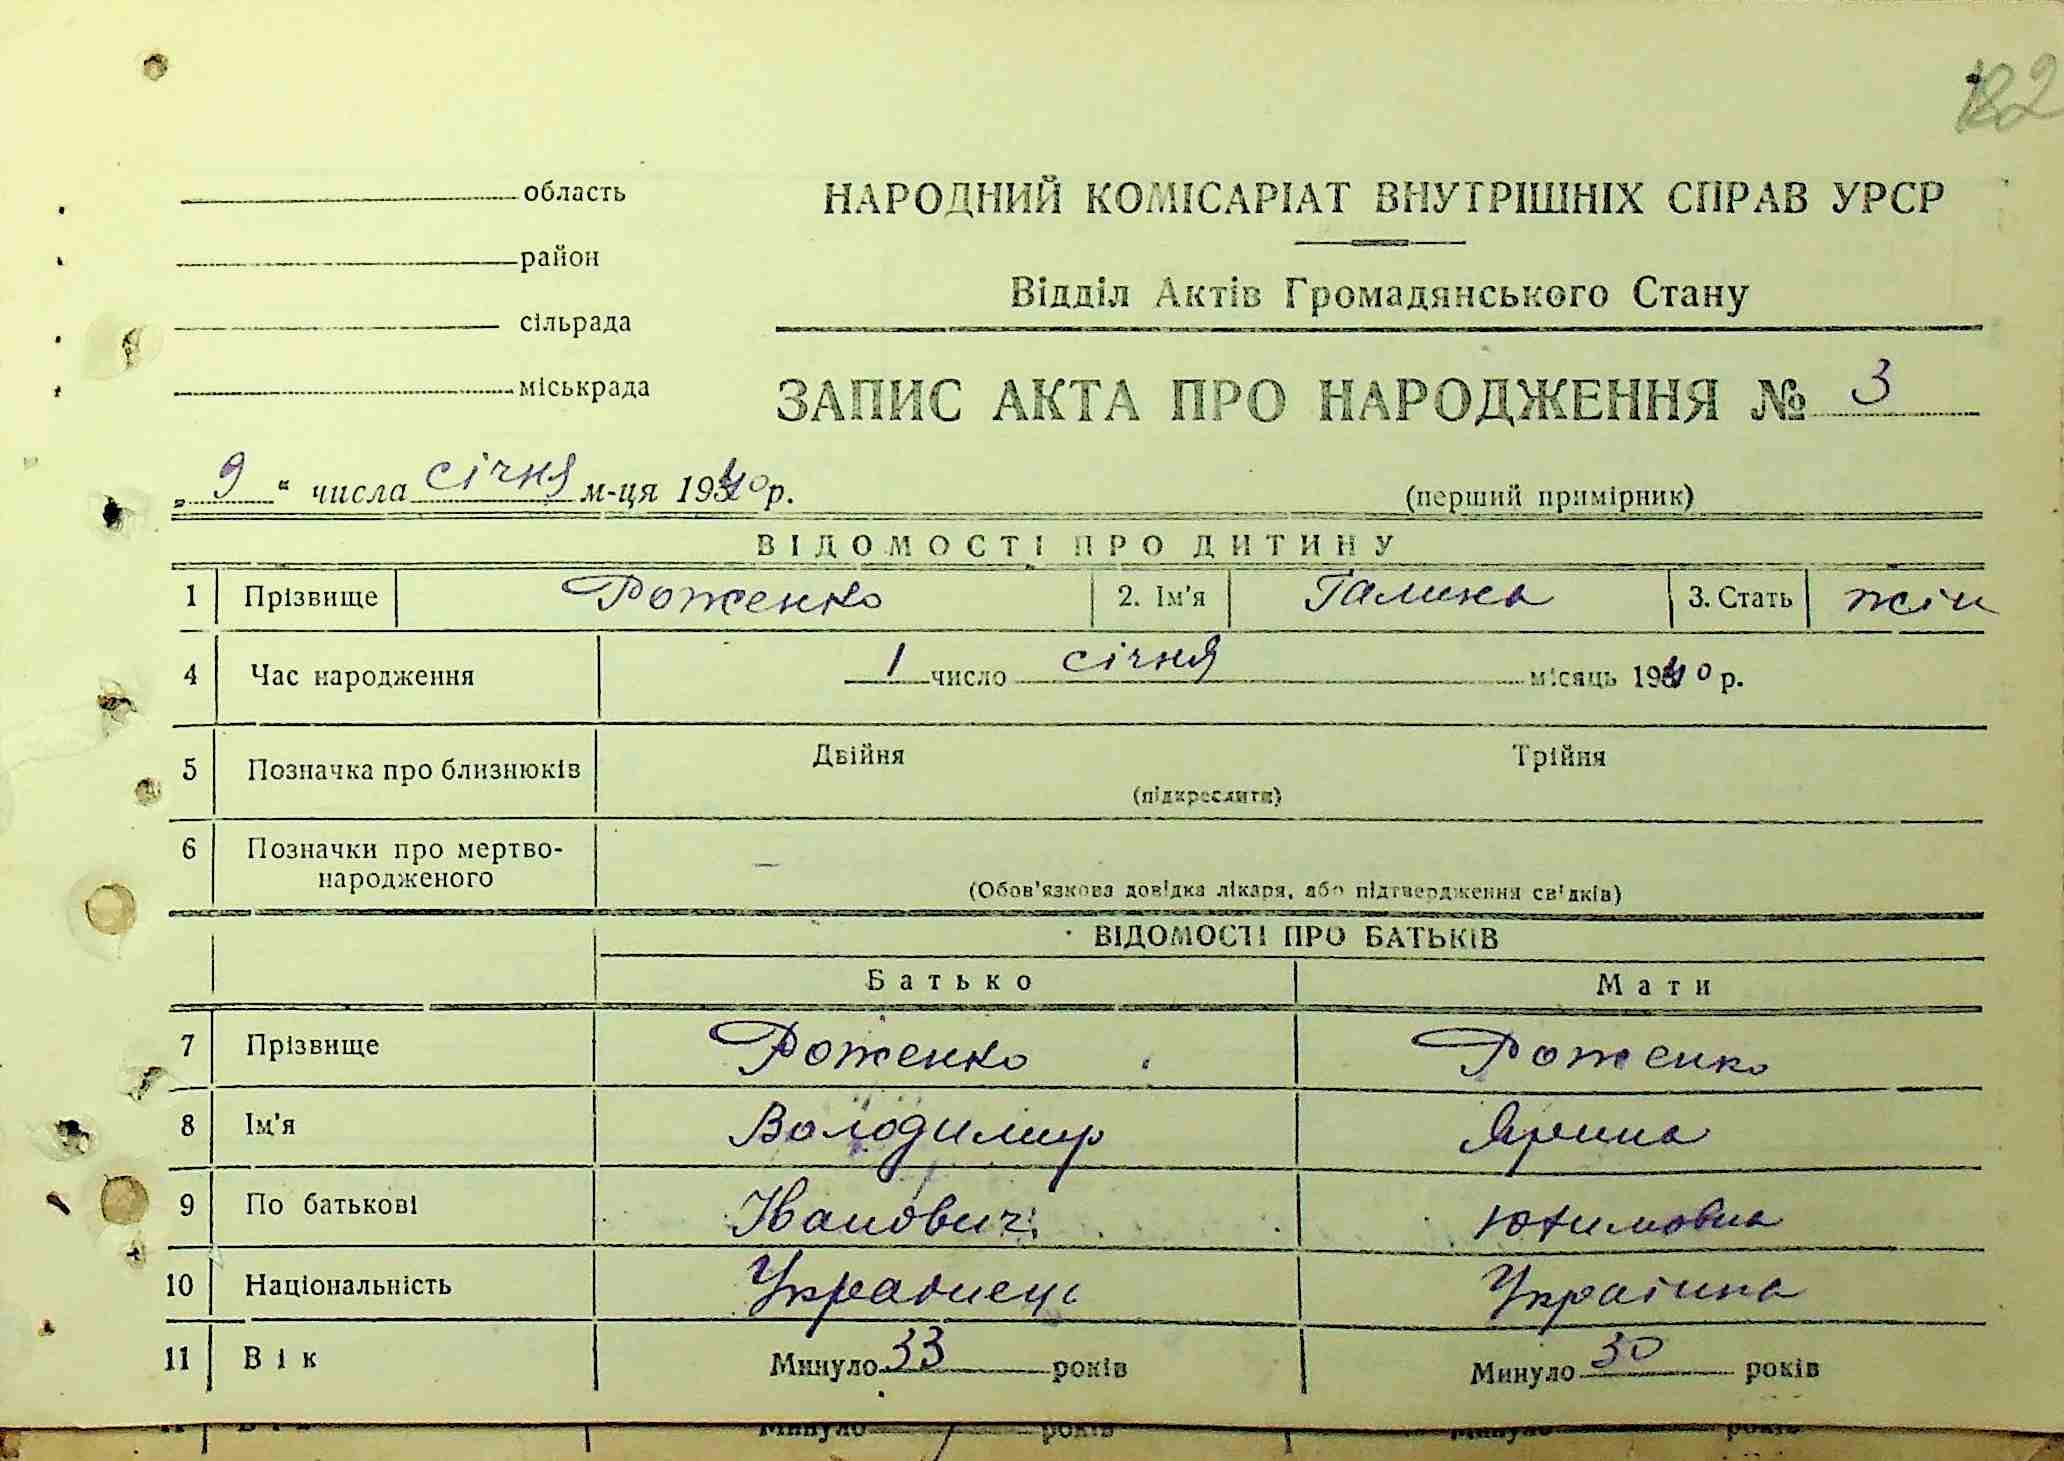 182
область
НАРОДНИЙ КОМІСАРІАТ ВНУТРІШНІХ СПРАВ УРСР
район
Відділ Актів Громадянського Стану
сільрада
міськрада
ЗАПИС АКТА ПРО НАРОДЖЕННЯ № 3
„ 9 “ числа січня м-ця 1940 р.
(перший примірник)
ВІДОМОСТІ ПРО ДИТИНУ
1 Прізвище Роженко 2. Ім'я Галина 3. Стать жін
4 Час народження 1 число січня місяць 1940 р.
5 Позначка про близнюків Двійня Трійня
(підкреслити)
6 Позначки про мертво-
народженого —
(Обов'язкова довідка лікаря, або підтвердження свідків)
ВІДОМОСТІ ПРО БАТЬКІВ
Батько Мати
7 Прізвище Роженко Роженко
8 Ім'я Володимир Ярина
9 По батькові Іванович Юхимовна
10 Національність Українець Українка
11 Вік Минуло 33 років Минуло 30 років
Минуло років Минуло років